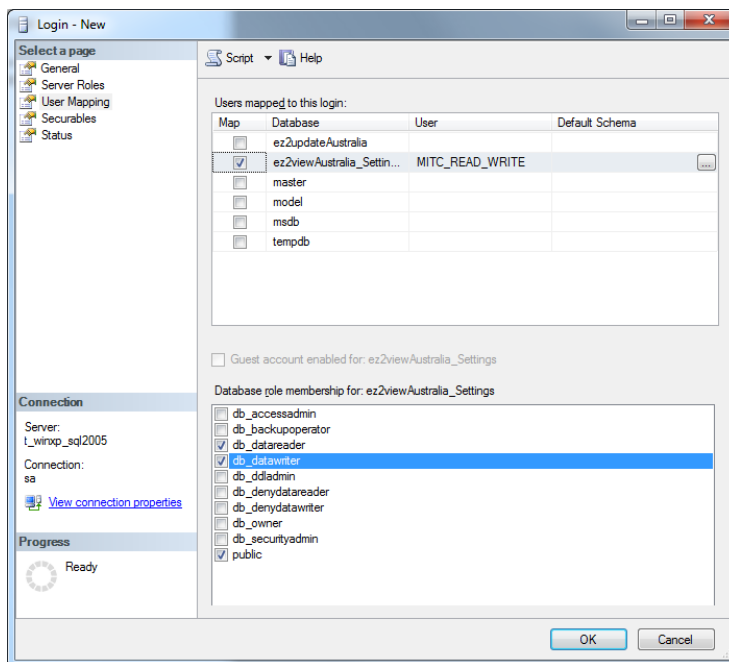 Login - New
Select a page
General
Server Roles
User Mapping
Securables
Status
Script Help
Users mapped to this login:
Map Database User Default Schema
ez2updateAustralia
ez2viewAustralia_Settin... MITC_READ_WRITE ...
master
model
msdb
tempdb
Guest account enabled for: ez2viewAustralia_Settings
Database role membership for: ez2viewAustralia_Settings
db_accessadmin
db_backupoperator
db_datareader
db_datawriter
db_ddladmin
db_denydatareader
db_denydatawriter
db_owner
db_securityadmin
public
Connection
Server:
t_winxp_sql2005
Connection:
sa
View connection properties
Progress
Ready
OK Cancel